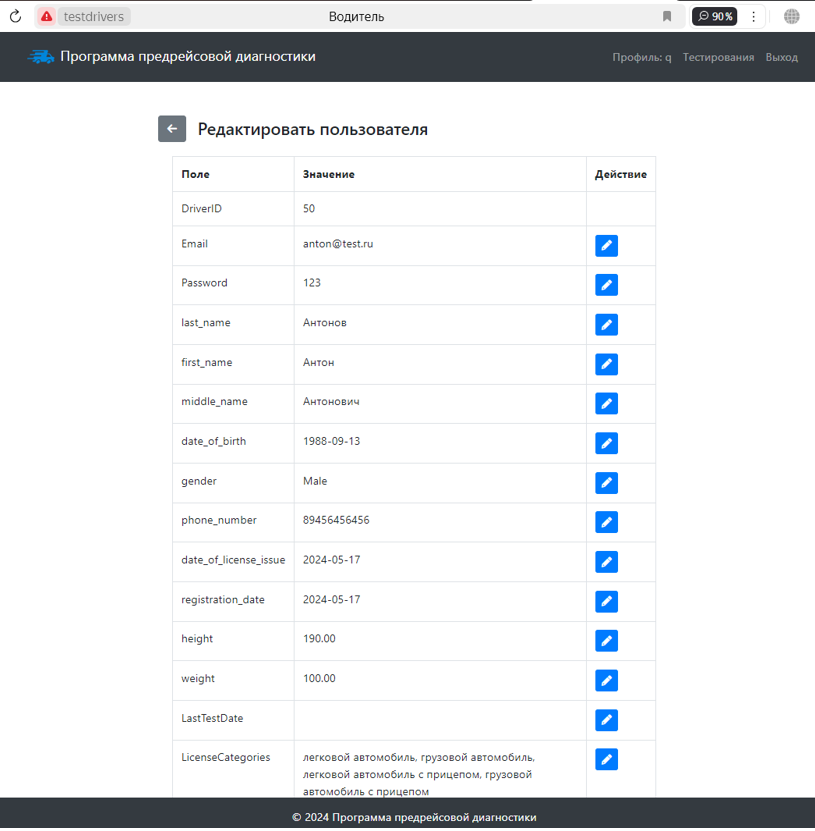 testdrivers
Водитель
90%
Программа предрейсовой диагностики
Профиль: q Тестирования Выход
Редактировать пользователя
Поле Значение Действие
DriverID 50
Email anton@test.ru
Password 123
last_name Антонов
first_name Антон
middle_name Антонович
date_of_birth 1988-09-13
gender Male
phone_number 89456456456
date_of_license_issue 2024-05-17
registration_date 2024-05-17
height 190.00
weight 100.00
LastTestDate
LicenseCategories легковой автомобиль, грузовой автомобиль,
легковой автомобиль с прицепом, грузовой
автомобиль с прицепом
© 2024 Программа предрейсовой диагностики